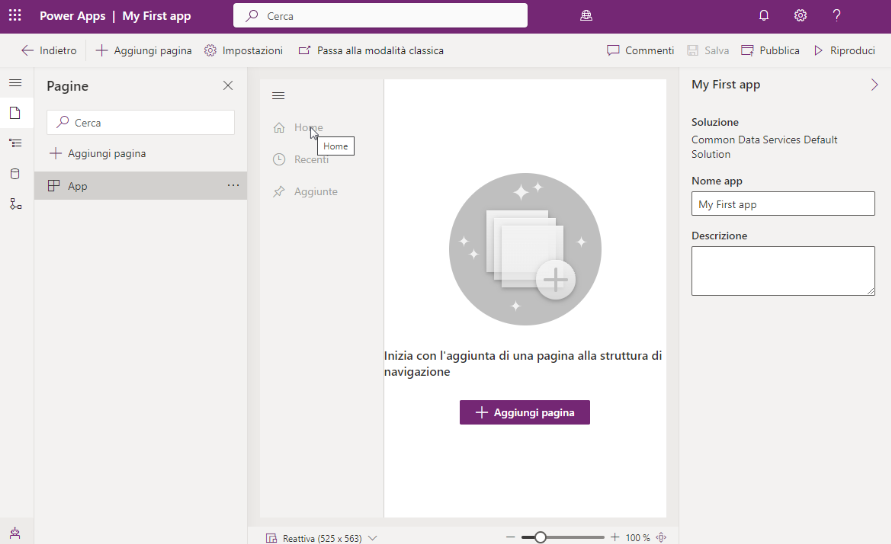 Power Apps | My First app
Cerca
Indietro
Aggiungi pagina
Impostazioni
Passa alla modalità classica
Commenti
Salva
Pubblica
Riproduci
Pagine
Cerca
Aggiungi pagina
App
Home
Home
Recenti
Aggiunte
Inizia con l'aggiunta di una pagina alla struttura di
navigazione
Aggiungi pagina
Reattiva (525 x 563)
100 %
My First app
Soluzione
Common Data Services Default
Solution
Nome app
My First app
Descrizione